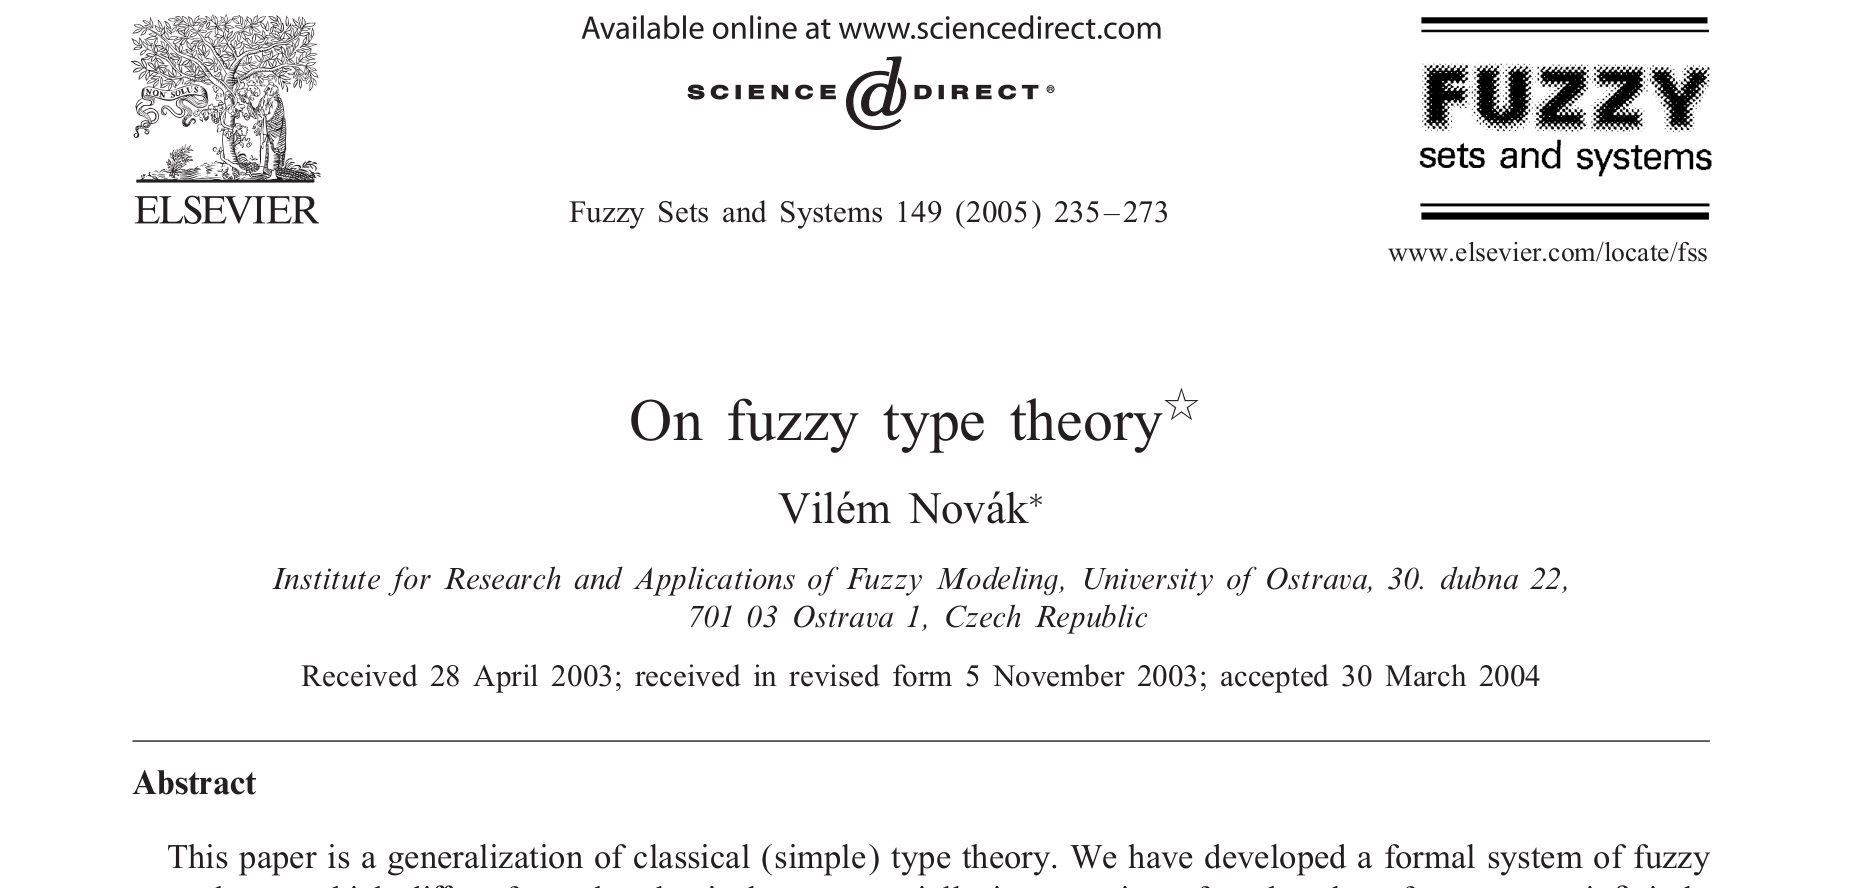 Available online at www.sciencedirect.com
NON SOLUS
SCIENCE d DIRECT®
FUZZY
sets and systems
ELSEVIER
Fuzzy Sets and Systems 149 (2005) 235–273
www.elsevier.com/locate/fss
On fuzzy type theory☆
Vilém Novák*
Institute for Research and Applications of Fuzzy Modeling, University of Ostrava, 30. dubna 22,
701 03 Ostrava 1, Czech Republic
Received 28 April 2003; received in revised form 5 November 2003; accepted 30 March 2004
Abstract
This paper is a generalization of classical (simple) type theory. We have developed a formal system of fuzzy